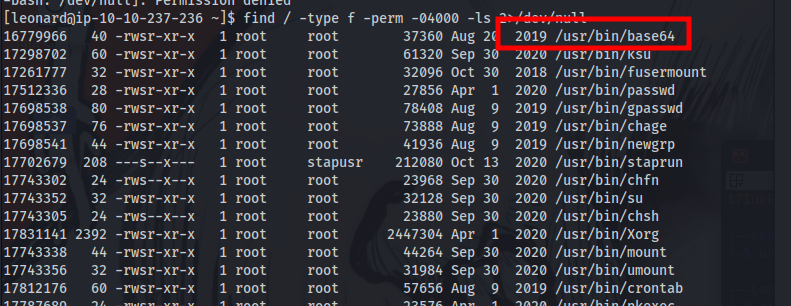 -bash: /dev/null]: Permission denied
[leonard@ip-10-10-237-236 ~]$ find / -type f -perm -04000 -ls 2>/dev/null
16779966   40 -rwsr-xr-x   1 root     root        37360 Aug 20  2019 /usr/bin/base64
17298702   60 -rwsr-xr-x   1 root     root        61320 Sep 30  2020 /usr/bin/ksu
17261777   32 -rwsr-xr-x   1 root     root        32096 Oct 30  2018 /usr/bin/fusermount
17512336   28 -rwsr-xr-x   1 root     root        27856 Apr  1  2020 /usr/bin/passwd
17698538   80 -rwsr-xr-x   1 root     root        78408 Aug  9  2019 /usr/bin/gpasswd
17698537   76 -rwsr-xr-x   1 root     root        73888 Aug  9  2019 /usr/bin/chage
17698541   44 -rwsr-xr-x   1 root     root        41936 Aug  9  2019 /usr/bin/newgrp
17702679  208 ---s--x---   1 root     stapusr    212080 Oct 13  2020 /usr/bin/staprun
17743302   24 -rws--x--x   1 root     root        23968 Sep 30  2020 /usr/bin/chfn
17743352   32 -rwsr-xr-x   1 root     root        32128 Sep 30  2020 /usr/bin/su
17743305   24 -rws--x--x   1 root     root        23880 Sep 30  2020 /usr/bin/chsh
17831141 2392 -rwsr-xr-x   1 root     root      2447304 Apr  1  2020 /usr/bin/Xorg
17743338   44 -rwsr-xr-x   1 root     root        44264 Sep 30  2020 /usr/bin/mount
17743356   32 -rwsr-xr-x   1 root     root        31984 Sep 30  2020 /usr/bin/umount
17812176   60 -rwsr-xr-x   1 root     root        57656 Aug  9  2019 /usr/bin/crontab
17787689   24 -rwsr-xr-x   1 root     root        23576 Apr  1  2020 /usr/bin/pkexec